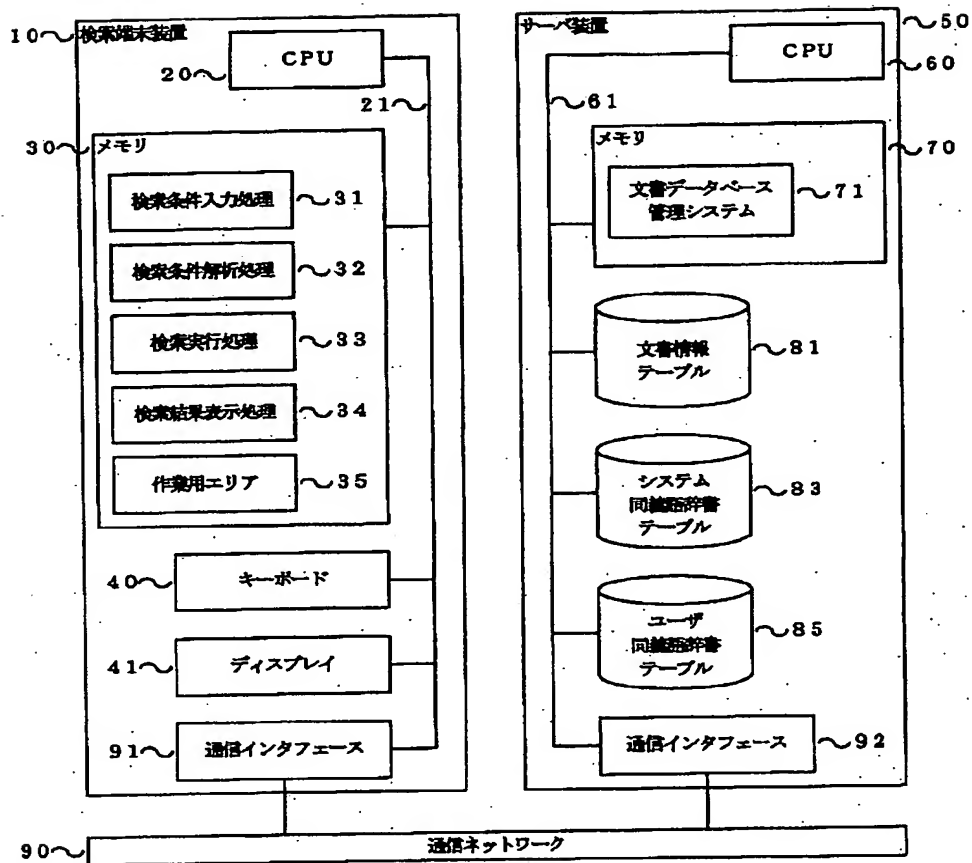 10 検索端末装置
CPU
20
21
30 メモリ
検索条件入力処理 31
検索条件解析処理 32
検索実行処理 33
検索結果表示処理 34
作業用エリア 35
40 キーボード
41 ディスプレイ
91 通信インタフェース
サーバ装置 50
CPU
60
61
メモリ 70
文書データベース
管理システム
71
文書情報
テーブル
81
システム
同義語辞書
テーブル
83
ユーザ
同義語辞書
テーブル
85
通信インタフェース 92
90 通信ネットワーク